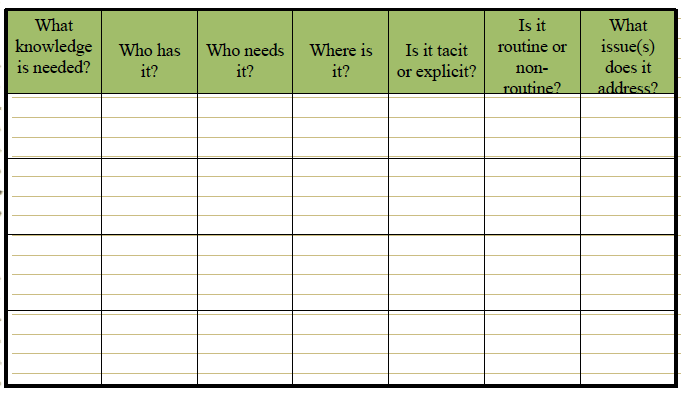 What
knowledge
is needed?
Who has
it?
Who needs
it?
Where is
it?
Is it tacit
or explicit?
Is it
routine or
non-
routine?
What
issue(s)
does it
address?